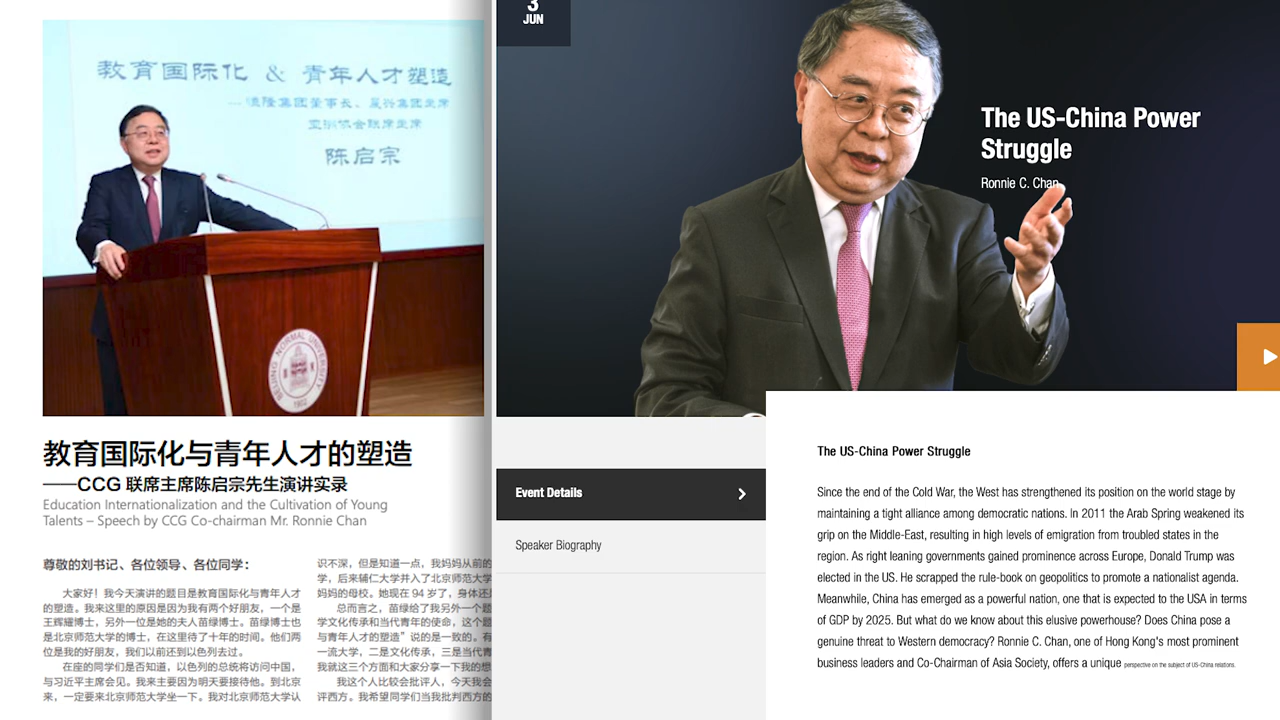 教育国际化 & 青年人才塑造
陈启宗
BEIJING NORMAL UNIVERSITY
1902
教育国际化与青年人才的塑造
——CCG 联席主席陈启宗先生演讲实录
Education Internationalization and the Cultivation of Young
Talents – Speech by CCG Co-chairman Mr. Ronnie Chan
尊敬的刘书记、各位领导、各位同学：
大家好！我今天演讲的题目是教育国际化与青年人才
的塑造。我来这里的原因是因为我有两个好朋友，一个是
王辉耀博士，另外一位是她的夫人苗绿博士。苗绿博士也
是北京师范大学的博士，在这里待了十年的时间。他们两
位是我的好朋友，我们以前还到以色列去过。
在座的同学们是否知道，以色列的总统将访问中国，
与习近平主席会见。我来主要因为明天要接待他。到北京
来，一定要来北京师范大学坐一下。我对北京师范大学认
识不深，但是知道一点，我妈妈从前的
学，后来辅仁大学并入了北京师范大学
妈妈的母校。她现在 94 岁了，身体还
总而言之，苗绿给了我另外一个题
学文化传承和当代青年的使命，这个题
与青年人才的塑造”说的是一致的。有
一流大学，二是文化传承，三是当代青
我就这三个方面和大家分享一下我的想
我这个人比较会批评人，今天我会
评西方。我希望同学们当我批判西方的
3
JUN
The US-China Power
Struggle
Ronnie C. Chan
Event Details
Speaker Biography
The US-China Power Struggle
Since the end of the Cold War, the West has strengthened its position on the world stage by
maintaining a tight alliance among democratic nations. In 2011 the Arab Spring weakened its
grip on the Middle-East, resulting in high levels of emigration from troubled states in the
region. As right leaning governments gained prominence across Europe, Donald Trump was
elected in the US. He scrapped the rule-book on geopolitics to promote a nationalist agenda.
Meanwhile, China has emerged as a powerful nation, one that is expected to the USA in terms
of GDP by 2025. But what do we know about this elusive powerhouse? Does China pose a
genuine threat to Western democracy? Ronnie C. Chan, one of Hong Kong's most prominent
business leaders and Co-Chairman of Asia Society, offers a unique perspective on the subject of US-China relations.